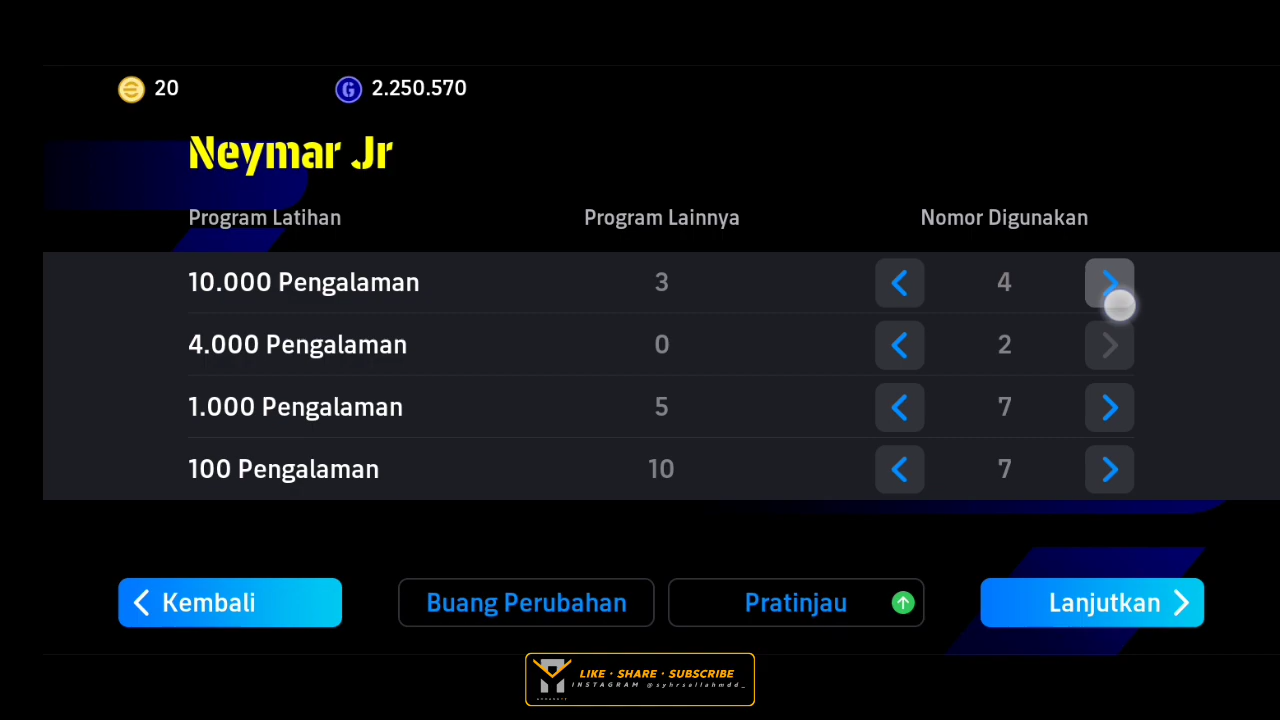 20 2.250.570
Neymar Jr
Program Latihan Program Lainnya Nomor Digunakan
10.000 Pengalaman 3 4
4.000 Pengalaman 0 2
1.000 Pengalaman 5 7
100 Pengalaman 10 7
Kembali Buang Perubahan Pratinjau Lanjutkan
LIKE · SHARE · SUBSCRIBE
INSTAGRAM @syhrsellahmdd_